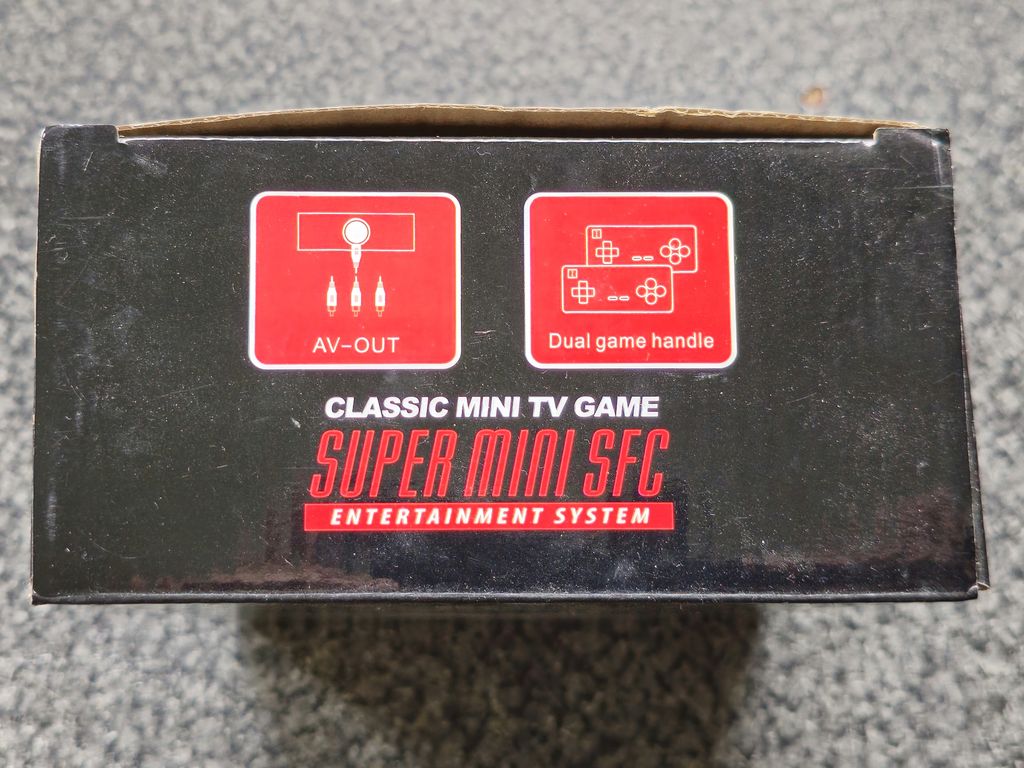 AV-OUT
Dual game handle
CLASSIC MINI TV GAME
SUPER MINI SFC
ENTERTAINMENT SYSTEM